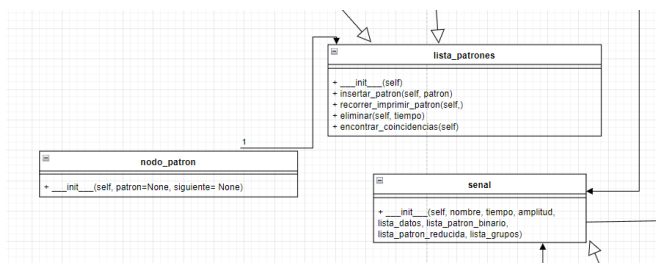 lista_patrones
+ ___init___(self)
+ insertar_patron(self, patron)
+ recorrer_imprimir_patron(self,)
+ eliminar(self, tiempo)
+ encontrar_coincidencias(self)
1
nodo_patron
+ ___init___(self, patron=None, siguiente= None)
senal
+ ___init___(self, nombre, tiempo, amplitud,
lista_datos, lista_patron_binario,
lista_patron_reducida, lista_grupos)